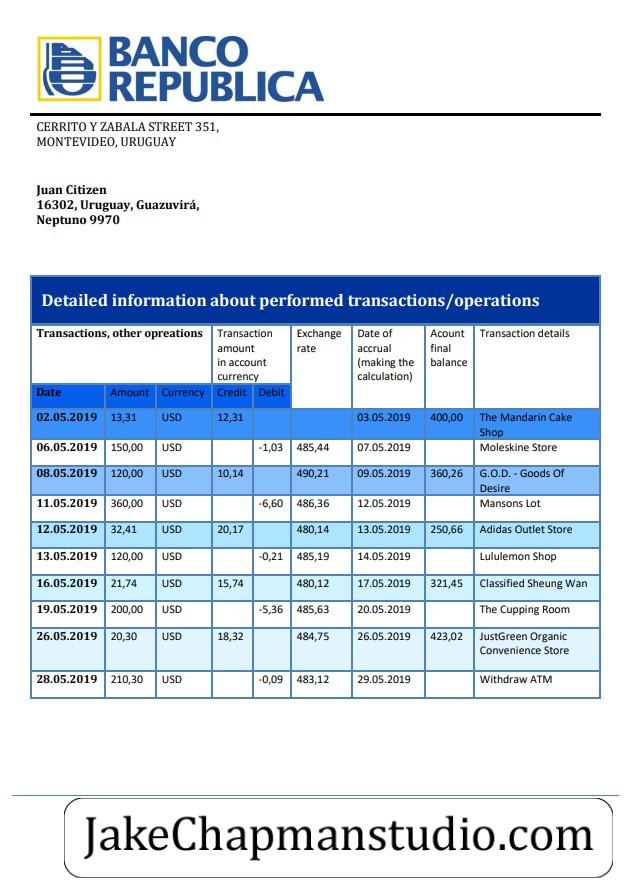 BANCO
REPUBLICA
CERRITO Y ZABALA STREET 351,
MONTEVIDEO, URUGUAY
Juan Citizen
16302, Uruguay, Guazuvirá,
Neptuno 9970
Detailed information about performed transactions/operations
Transactions, other opreations
Transaction
amount
in account
currency
Exchange
rate
Date of
accrual
(making the
calculation)
Acount
final
balance
Transaction details
Date Amount Currency Credit Debit
02.05.2019 13,31 USD 12,31 03.05.2019 400,00 The Mandarin Cake
Shop
06.05.2019 150,00 USD -1,03 485,44 07.05.2019 Moleskine Store
08.05.2019 120,00 USD 10,14 490,21 09.05.2019 360,26 G.O.D. - Goods Of
Desire
11.05.2019 360,00 USD -6,60 486,36 12.05.2019 Mansons Lot
12.05.2019 32,41 USD 20,17 480,14 13.05.2019 250,66 Adidas Outlet Store
13.05.2019 120,00 USD -0,21 485,19 14.05.2019 Lululemon Shop
16.05.2019 21,74 USD 15,74 480,12 17.05.2019 321,45 Classified Sheung Wan
19.05.2019 200,00 USD -5,36 485,63 20.05.2019 The Cupping Room
26.05.2019 20,30 USD 18,32 484,75 26.05.2019 423,02 JustGreen Organic
Convenience Store
28.05.2019 210,30 USD -0,09 483,12 29.05.2019 Withdraw ATM
JakeChapmanstudio.com